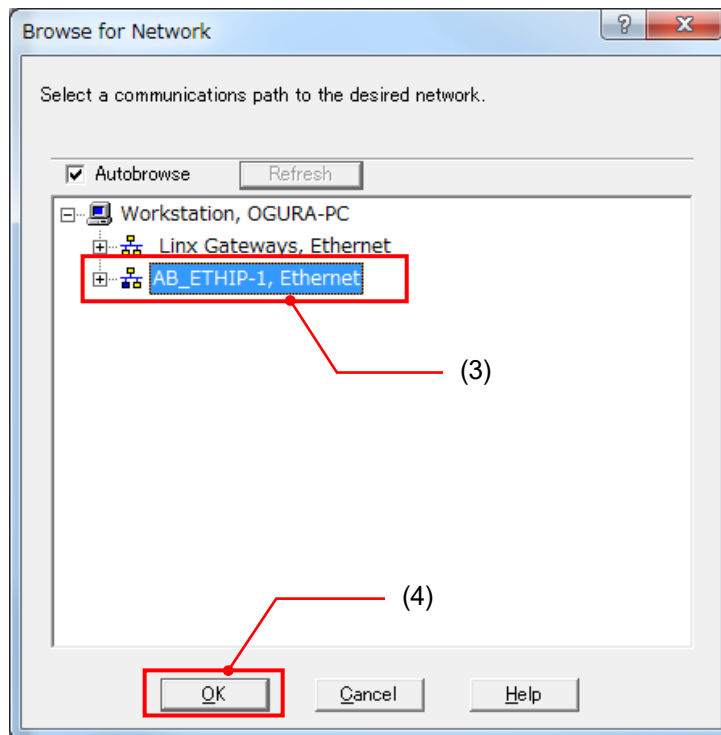 Browse for Network
Select a communications path to the desired network.
Autobrowse
Refresh
Workstation, OGURA-PC
Linx Gateways, Ethernet
AB_ETHIP-1, Ethernet
(3)
(4)
OK
Cancel
Help